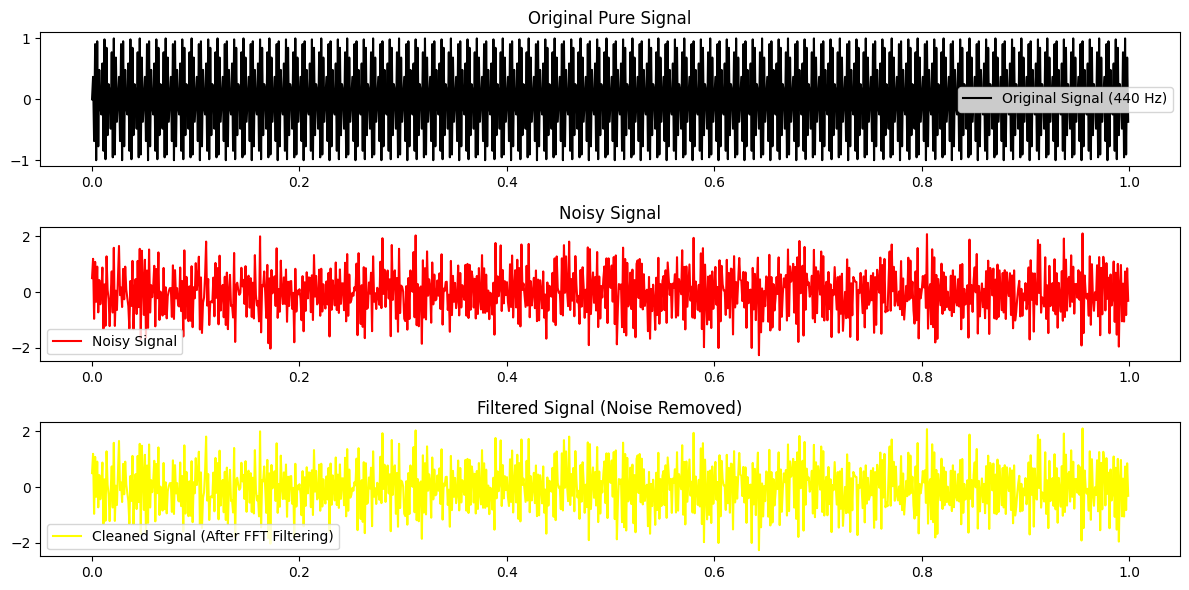 Original Pure Signal
1
0
−1
Original Signal (440 Hz)
0.0 0.2 0.4 0.6 0.8 1.0
Noisy Signal
2
0
−2
Noisy Signal
0.0 0.2 0.4 0.6 0.8 1.0
Filtered Signal (Noise Removed)
2
0
−2
Cleaned Signal (After FFT Filtering)
0.0 0.2 0.4 0.6 0.8 1.0